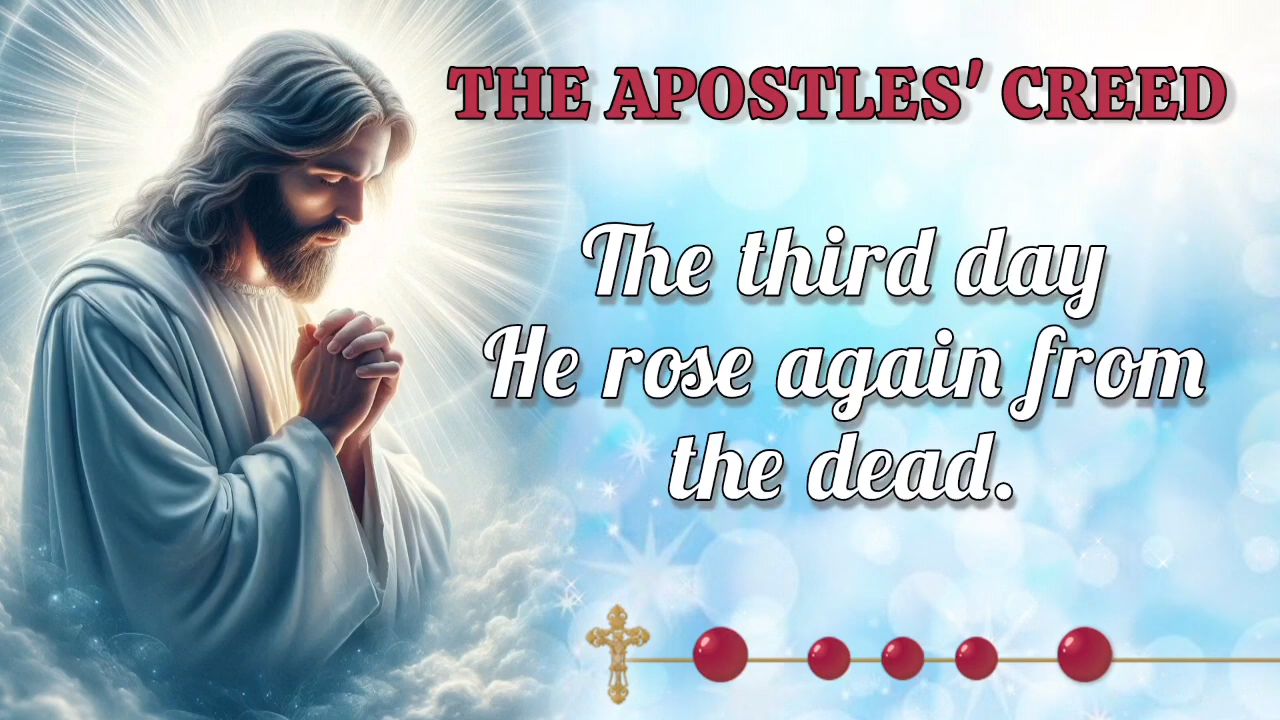 THE APOSTLES' CREED
The third day
He rose again from
the dead.